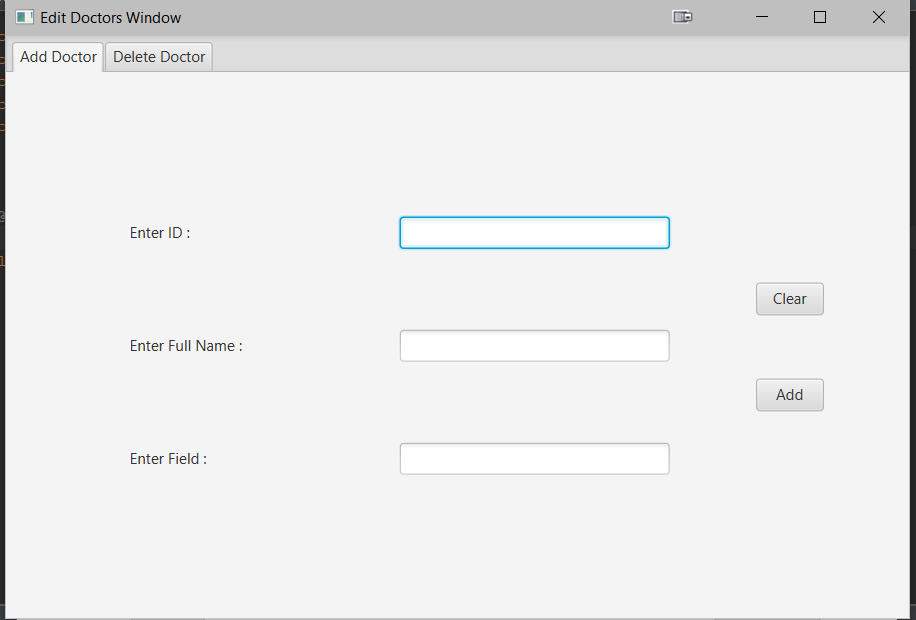 Edit Doctors Window
Add Doctor Delete Doctor
Enter ID :
Clear
Enter Full Name :
Add
Enter Field :